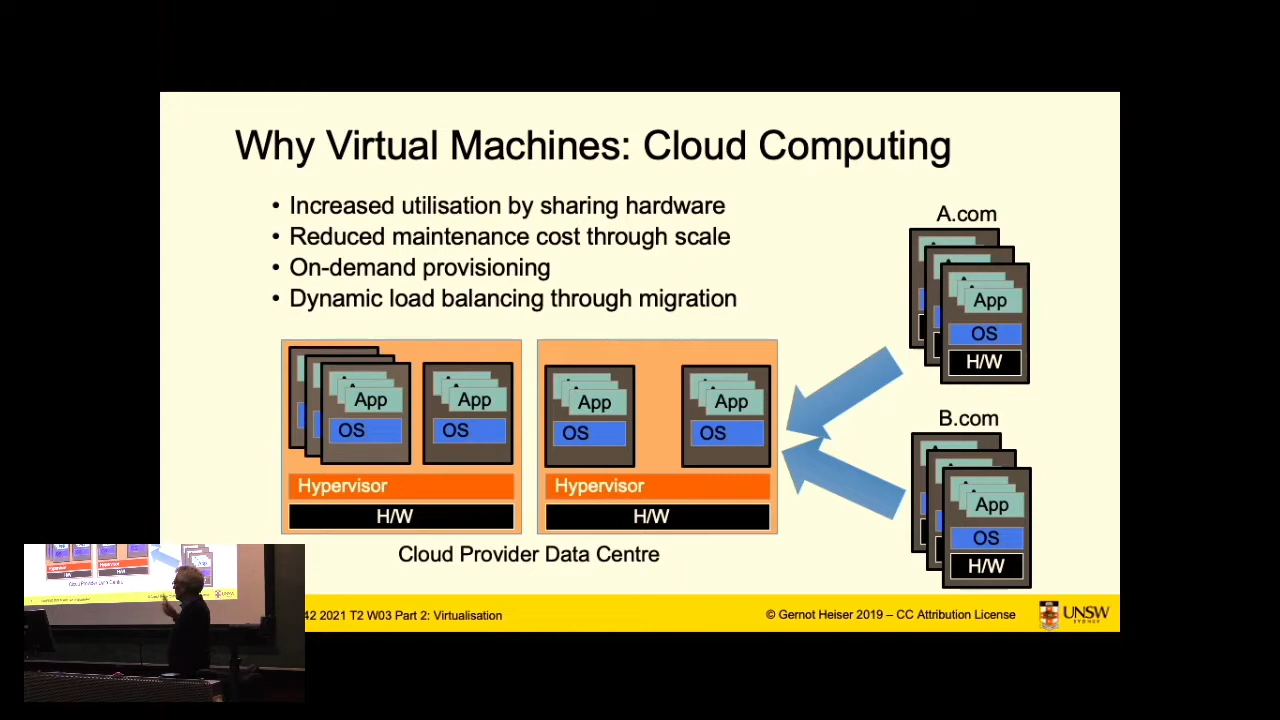 Why Virtual Machines: Cloud Computing
• Increased utilisation by sharing hardware
• Reduced maintenance cost through scale
• On-demand provisioning
• Dynamic load balancing through migration
A.com
App
OS
H/W
B.com
App
OS
H/W
App
OS
App
OS
Hypervisor
H/W
App
OS
App
OS
Hypervisor
H/W
Cloud Provider Data Centre
42 2021 T2 W03 Part 2: Virtualisation
© Gernot Heiser 2019 – CC Attribution License
UNSW
SYDNEY